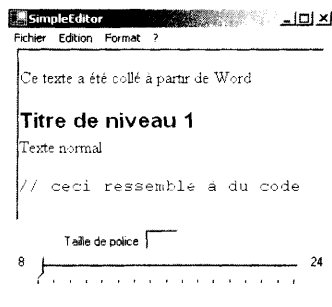 SimpleEditor
Fichier Edition Format ?
Ce texte a été collé à partir de Word
Titre de niveau 1
Texte normal
// ceci ressemble à du code
Taille de police
8 24